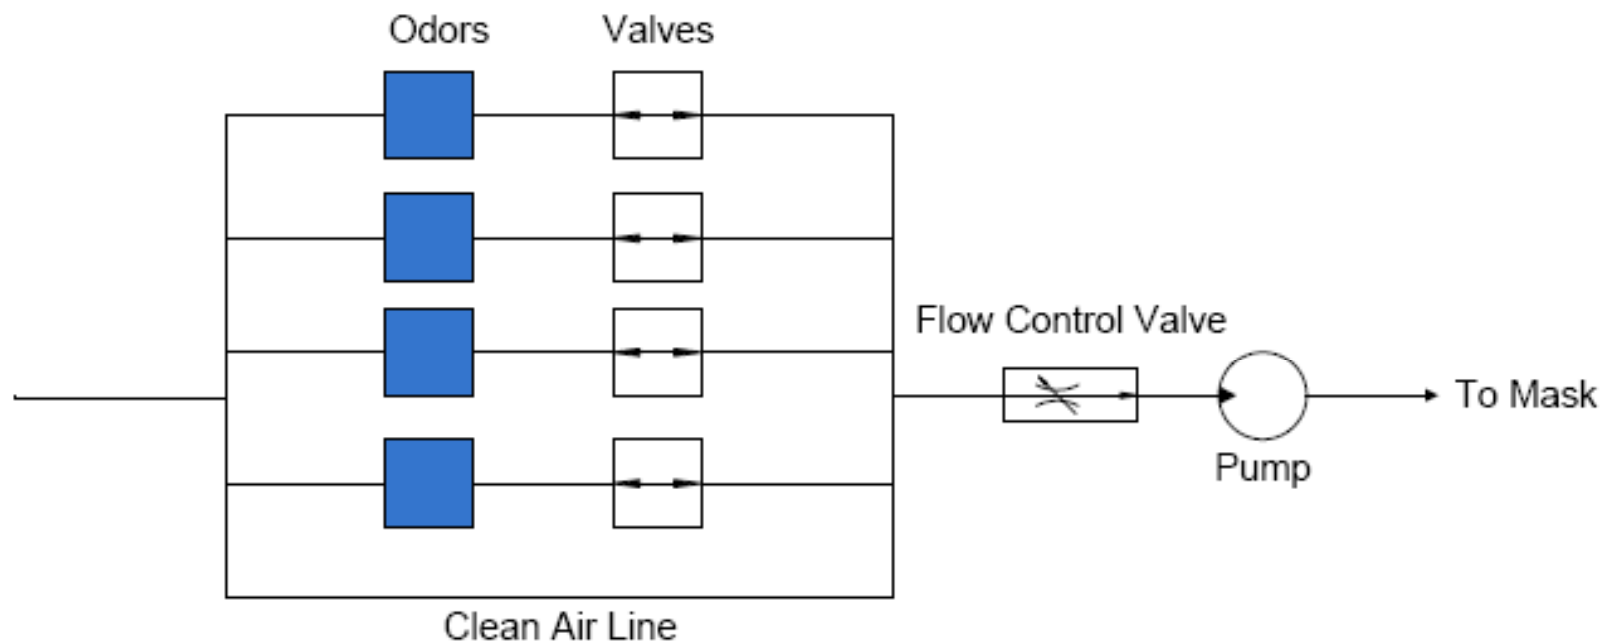 Odors
Valves
Flow Control Valve
To Mask
Pump
Clean Air Line